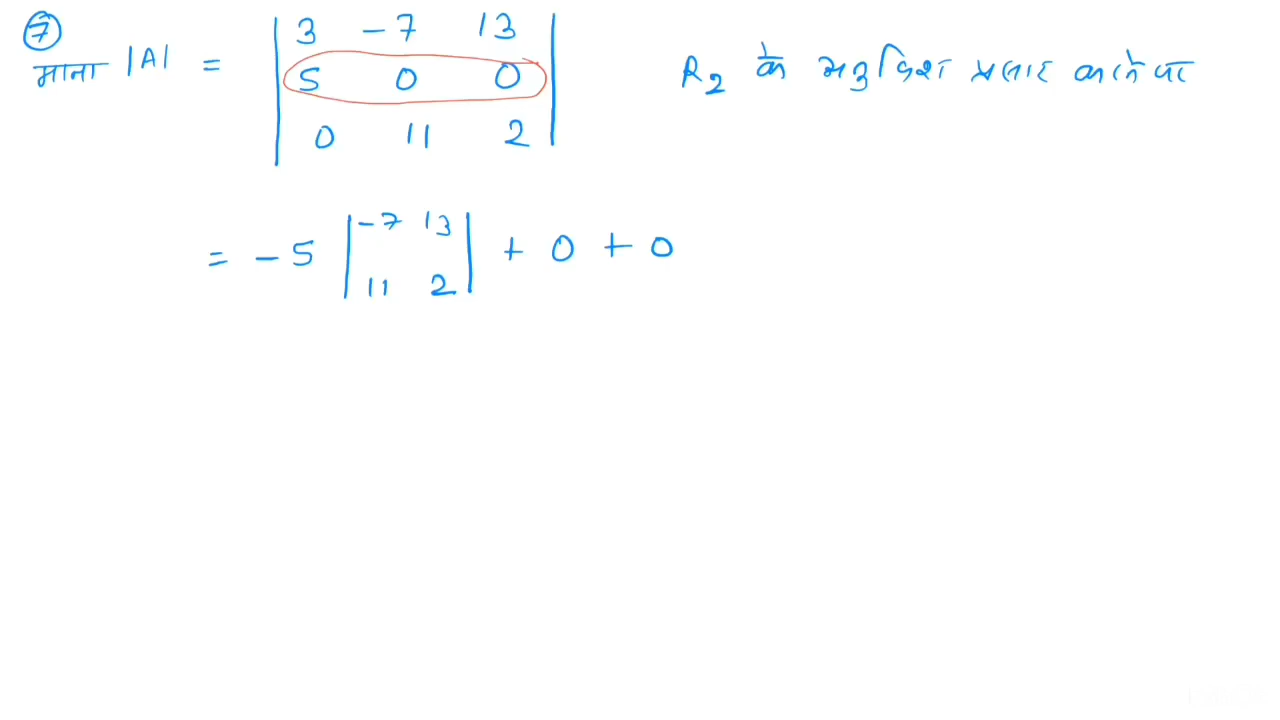 7
माना |A| = | 3 -7 13 | R2 के अनुदिश प्रसार करने पर
| 5 0 0 |
| 0 11 2 |
= -5 | -7 13 | + 0 + 0
| 11 2 |